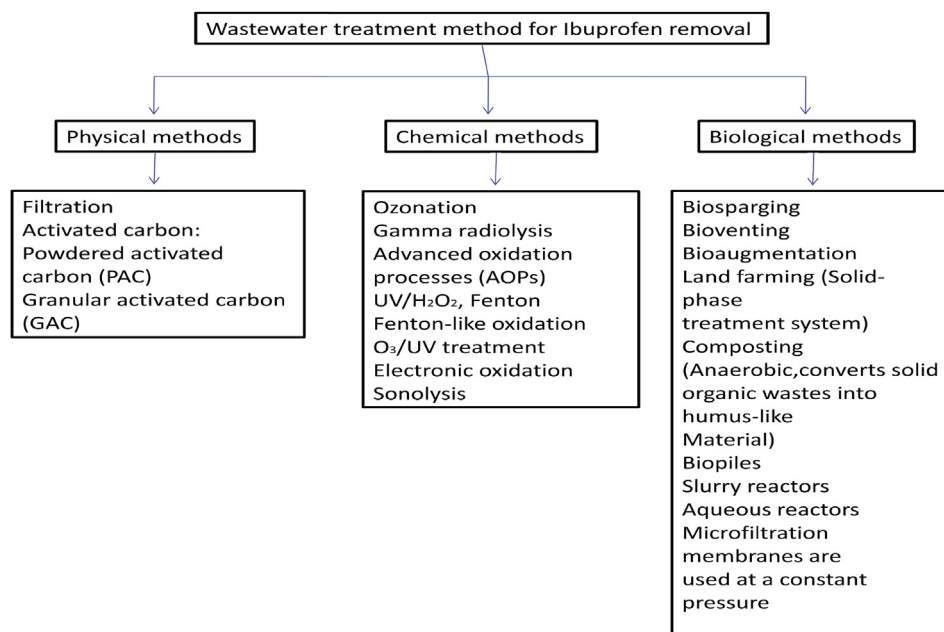 Wastewater treatment method for Ibuprofen removal
Physical methods
Filtration
Activated carbon:
Powdered activated
carbon (PAC)
Granular activated carbon
(GAC)
Chemical methods
Ozonation
Gamma radiolysis
Advanced oxidation
processes (AOPs)
UV/H₂O₂, Fenton
Fenton-like oxidation
O₃/UV treatment
Electronic oxidation
Sonolysis
Biological methods
Biosparging
Bioventing
Bioaugmentation
Land farming (Solid-
phase
treatment system)
Composting
(Anaerobic,converts solid
organic wastes into
humus-like
Material)
Biopiles
Slurry reactors
Aqueous reactors
Microfiltration
membranes are
used at a constant
pressure